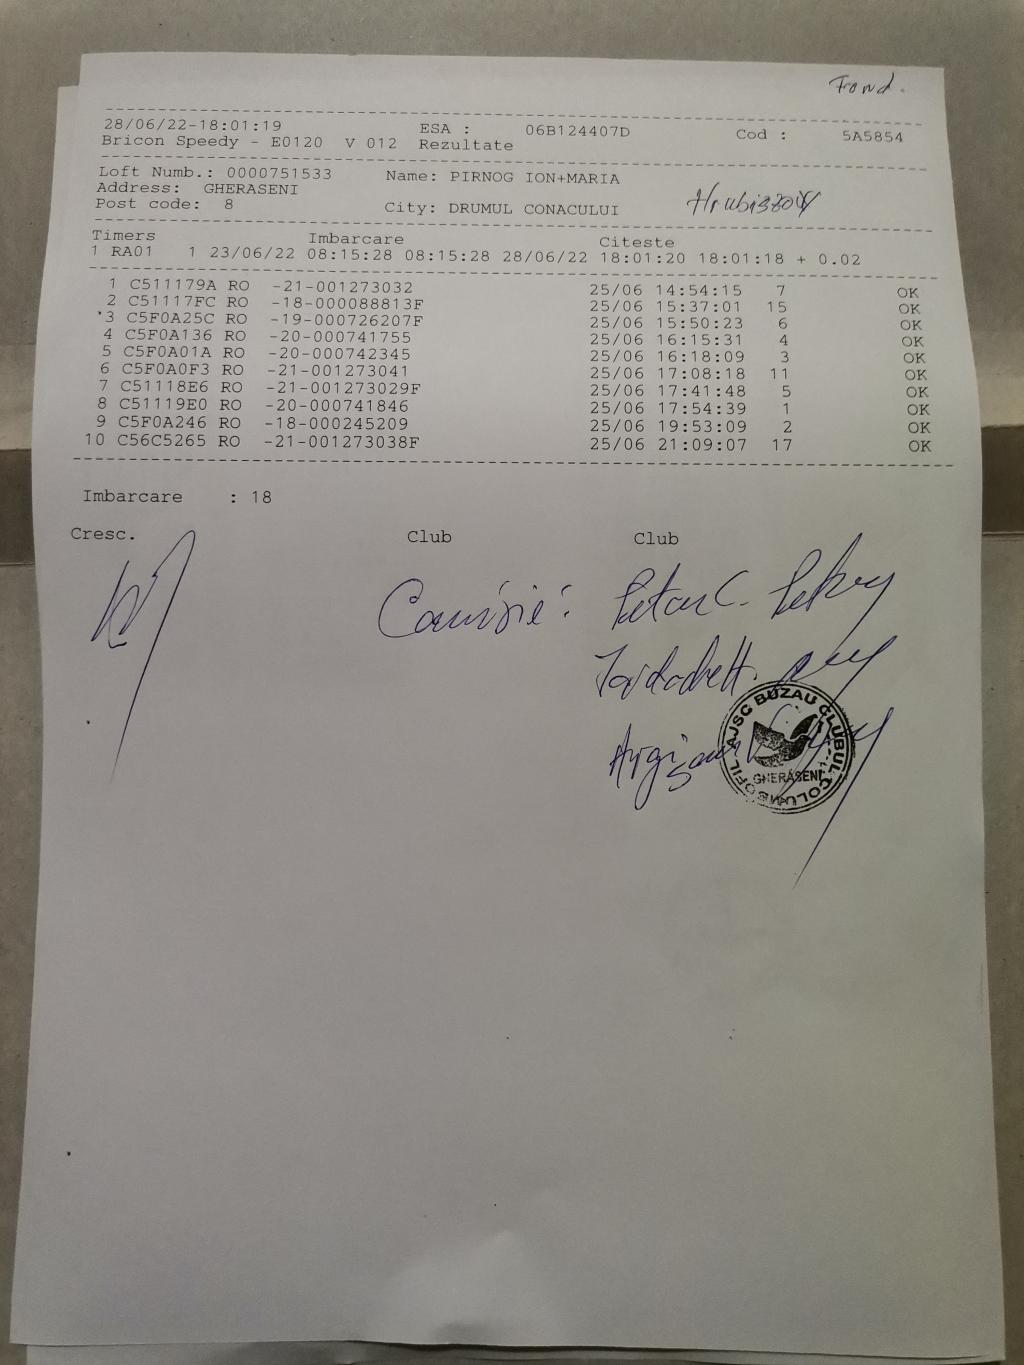 Fond.
28/06/22-18:01:19 ESA : 06B124407D Cod : 5A5854
Bricon Speedy - E0120 V 012 Rezultate
Loft Numb.: 0000751533 Name: PIRNOG ION+MARIA
Address: GHERASENI
Post code: 8 City: DRUMUL CONACULUI Hrubiszow
Timers Imbarcare Citeste
1 RA01 1 23/06/22 08:15:28 08:15:28 28/06/22 18:01:20 18:01:18 + 0.02
1 C511179A RO -21-001273032 25/06 14:54:15 7 OK
2 C51117FC RO -18-000088813F 25/06 15:37:01 15 OK
3 C5F0A25C RO -19-000726207F 25/06 15:50:23 6 OK
4 C5F0A136 RO -20-000741755 25/06 16:15:31 4 OK
5 C5F0A01A RO -20-000742345 25/06 16:18:09 3 OK
6 C5F0A0F3 RO -21-001273041 25/06 17:08:18 11 OK
7 C51118E6 RO -21-001273029F 25/06 17:41:48 5 OK
8 C51119E0 RO -20-000741846 25/06 17:54:39 1 OK
9 C5F0A246 RO -18-000245209 25/06 19:53:09 2 OK
10 C56C5265 RO -21-001273038F 25/06 21:09:07 17 OK
Imbarcare : 18
Cresc. Club Club
AJSC BUZAU CLUBUL COLUMBOFIL
GHERĂSENI